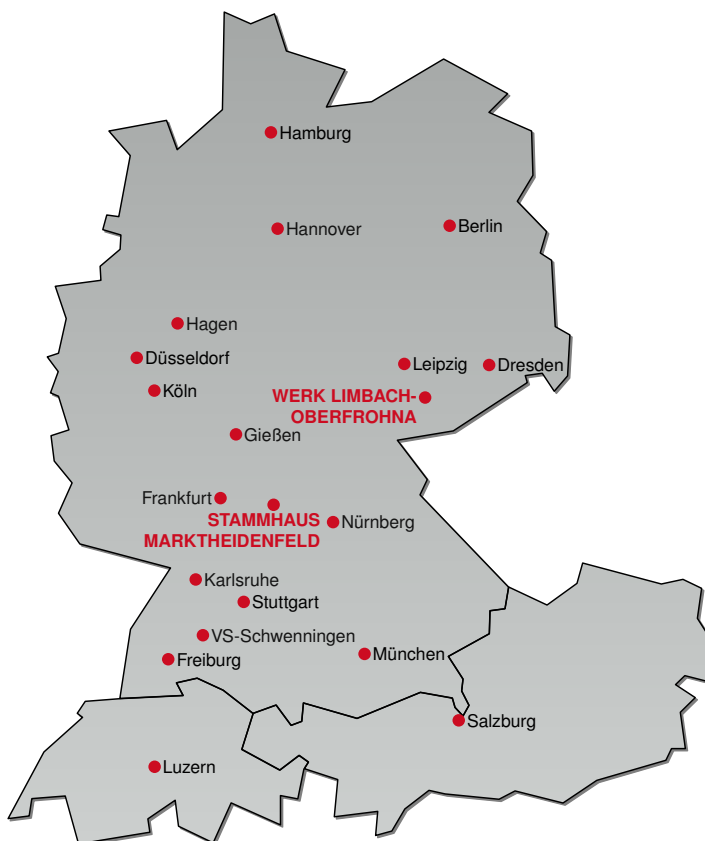 Hamburg
Hannover
Berlin
Hagen
Düsseldorf
Leipzig
Dresden
Köln
WERK LIMBACH-
OBERFROHNA
Gießen
Frankfurt
STAMMHAUS
MARKTHEIDENFELD
Nürnberg
Karlsruhe
Stuttgart
VS-Schwenningen
Freiburg
München
Salzburg
Luzern